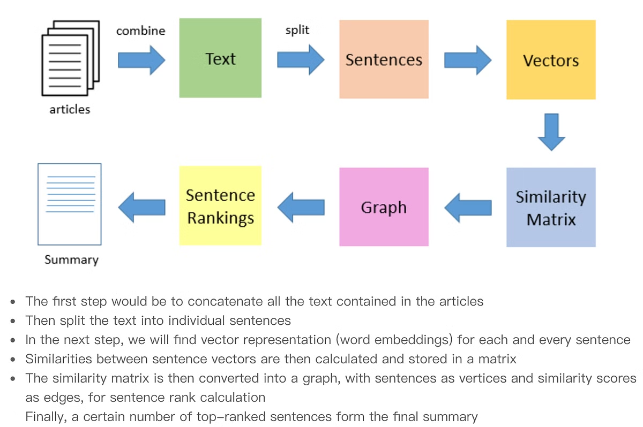 combine
split
Text
Sentences
Vectors
articles
Sentence
Rankings
Graph
Similarity
Matrix
Summary
• The first step would be to concatenate all the text contained in the articles
• Then split the text into individual sentences
• In the next step, we will find vector representation (word embeddings) for each and every sentence
• Similarities between sentence vectors are then calculated and stored in a matrix
• The similarity matrix is then converted into a graph, with sentences as vertices and similarity scores
as edges, for sentence rank calculation
Finally, a certain number of top-ranked sentences form the final summary